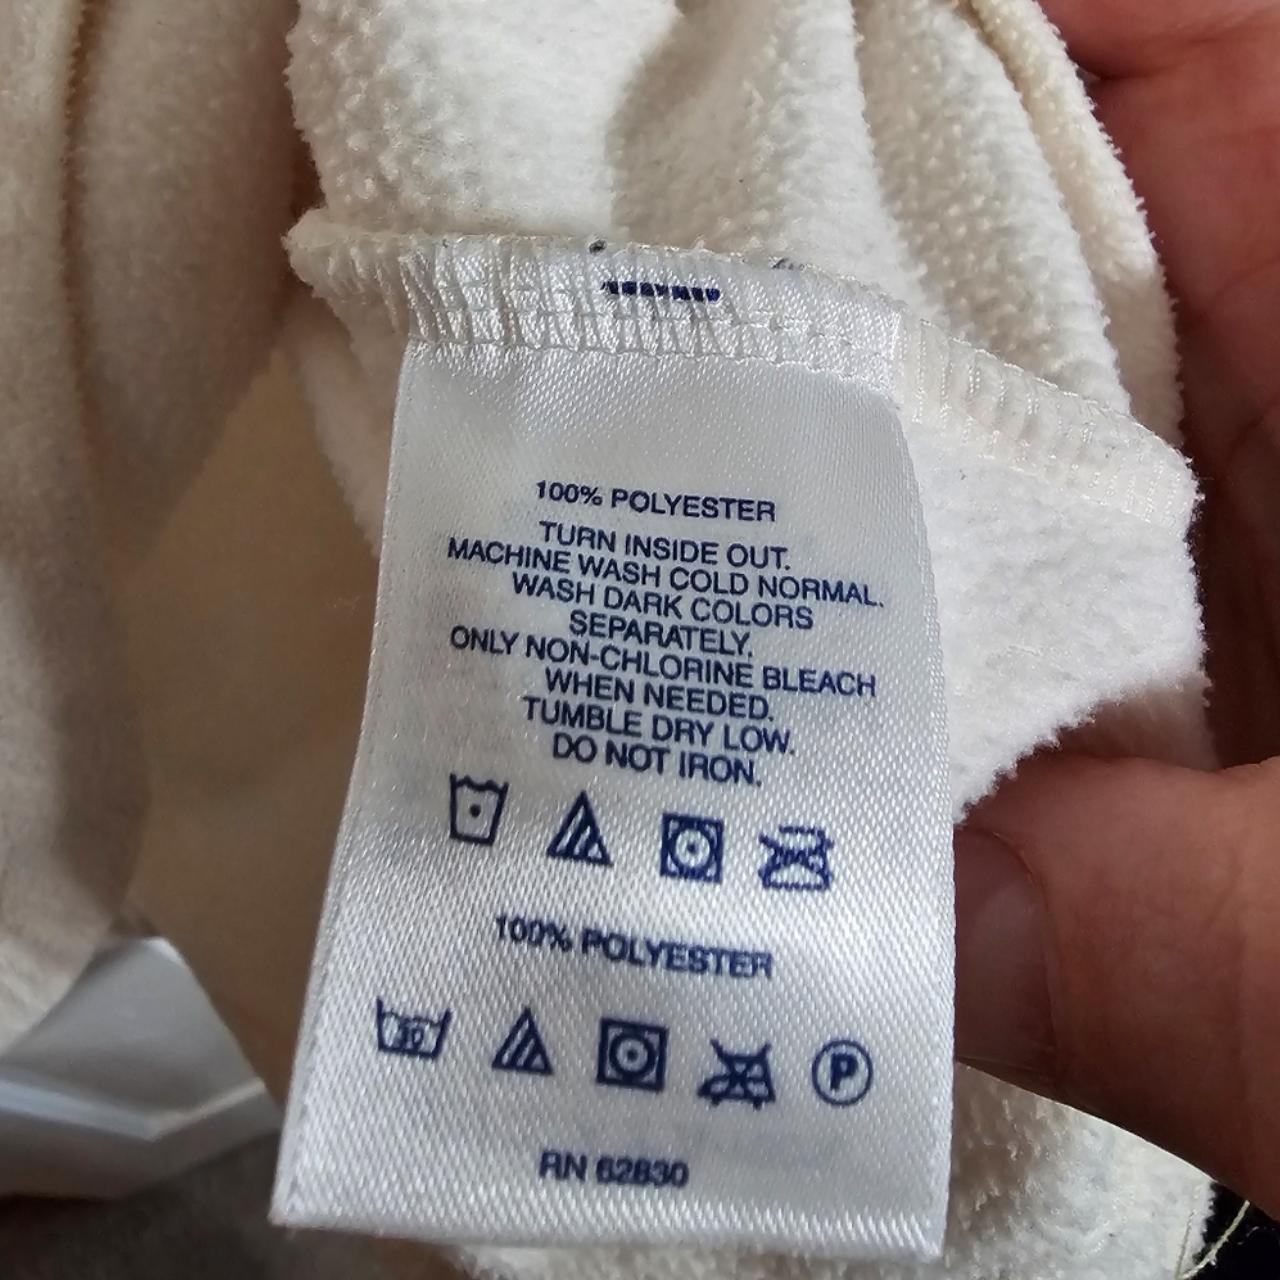 100% POLYESTER
TURN INSIDE OUT.
MACHINE WASH COLD NORMAL.
WASH DARK COLORS
SEPARATELY.
ONLY NON-CHLORINE BLEACH
WHEN NEEDED.
TUMBLE DRY LOW.
DO NOT IRON.
100% POLYESTER
30
P
RN 62830